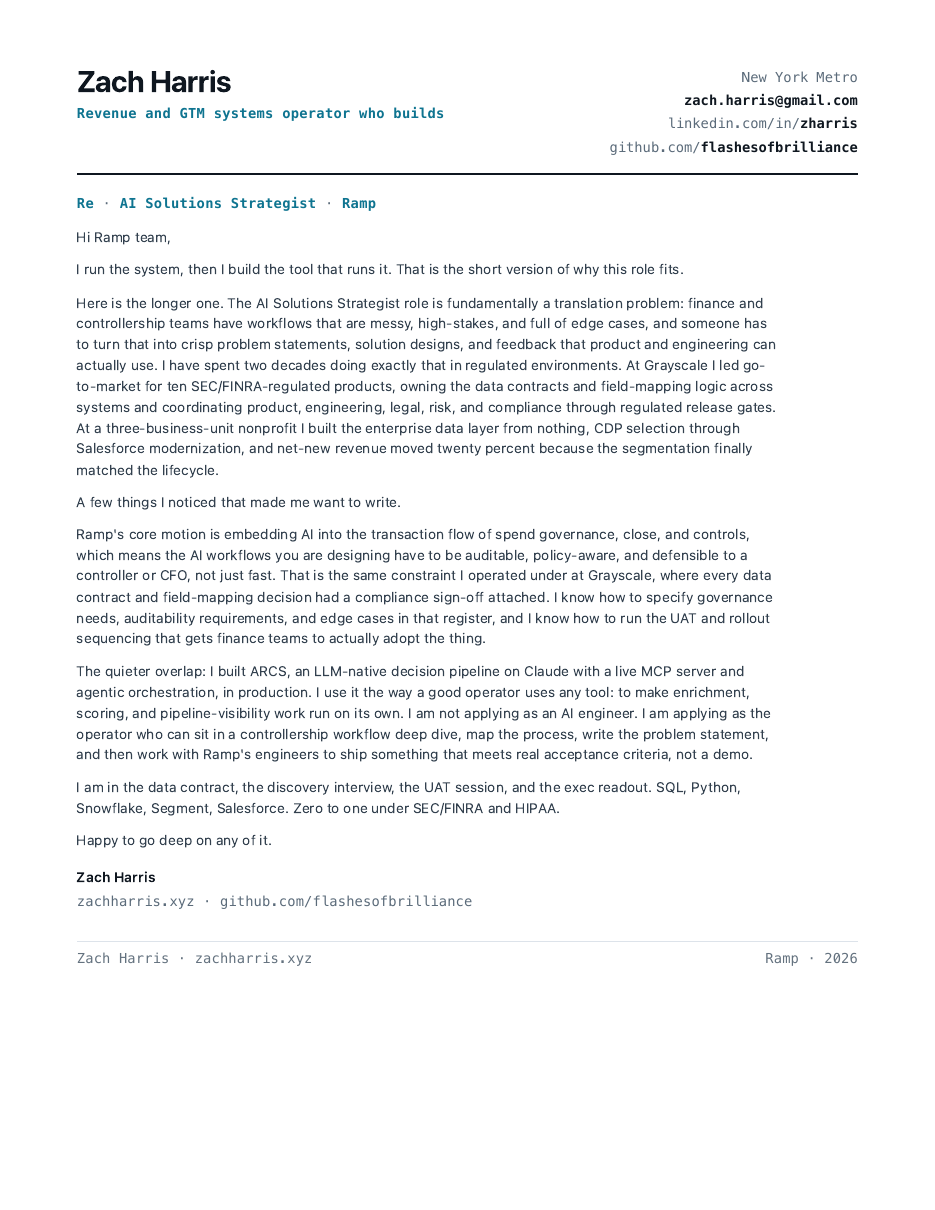 Zach Harris
Revenue and GTM systems operator who builds
New York Metro
zach.harris@gmail.com
linkedin.com/in/zharris
github.com/flashesofbrilliance
Re · AI Solutions Strategist · Ramp
Hi Ramp team,
I run the system, then I build the tool that runs it. That is the short version of why this role fits.
Here is the longer one. The AI Solutions Strategist role is fundamentally a translation problem: finance and
controllership teams have workflows that are messy, high-stakes, and full of edge cases, and someone has
to turn that into crisp problem statements, solution designs, and feedback that product and engineering can
actually use. I have spent two decades doing exactly that in regulated environments. At Grayscale I led go-
to-market for ten SEC/FINRA-regulated products, owning the data contracts and field-mapping logic across
systems and coordinating product, engineering, legal, risk, and compliance through regulated release gates.
At a three-business-unit nonprofit I built the enterprise data layer from nothing, CDP selection through
Salesforce modernization, and net-new revenue moved twenty percent because the segmentation finally
matched the lifecycle.
A few things I noticed that made me want to write.
Ramp's core motion is embedding AI into the transaction flow of spend governance, close, and controls,
which means the AI workflows you are designing have to be auditable, policy-aware, and defensible to a
controller or CFO, not just fast. That is the same constraint I operated under at Grayscale, where every data
contract and field-mapping decision had a compliance sign-off attached. I know how to specify governance
needs, auditability requirements, and edge cases in that register, and I know how to run the UAT and rollout
sequencing that gets finance teams to actually adopt the thing.
The quieter overlap: I built ARCS, an LLM-native decision pipeline on Claude with a live MCP server and
agentic orchestration, in production. I use it the way a good operator uses any tool: to make enrichment,
scoring, and pipeline-visibility work run on its own. I am not applying as an AI engineer. I am applying as the
operator who can sit in a controllership workflow deep dive, map the process, write the problem statement,
and then work with Ramp's engineers to ship something that meets real acceptance criteria, not a demo.
I am in the data contract, the discovery interview, the UAT session, and the exec readout. SQL, Python,
Snowflake, Segment, Salesforce. Zero to one under SEC/FINRA and HIPAA.
Happy to go deep on any of it.
Zach Harris
zachharris.xyz · github.com/flashesofbrilliance
Zach Harris · zachharris.xyz
Ramp · 2026